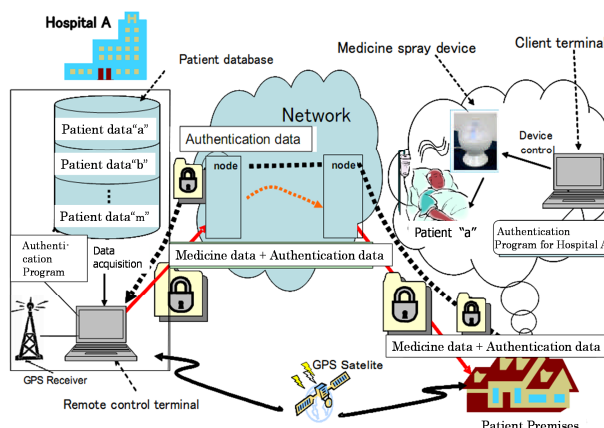 Hospital A
Patient database
Patient data"a"
Patient data"b"
Patient data"m"
Authenti-
cation
Program
Data
acquisition
GPS Receiver
Remote control terminal
Network
Authentication data
node
node
Medicine data + Authentication data
GPS Satelite
Medicine spray device
Client terminal
Device
control
Patient "a"
Authentication
Program for Hospital A
Medicine data + Authentication data
Patient Premises